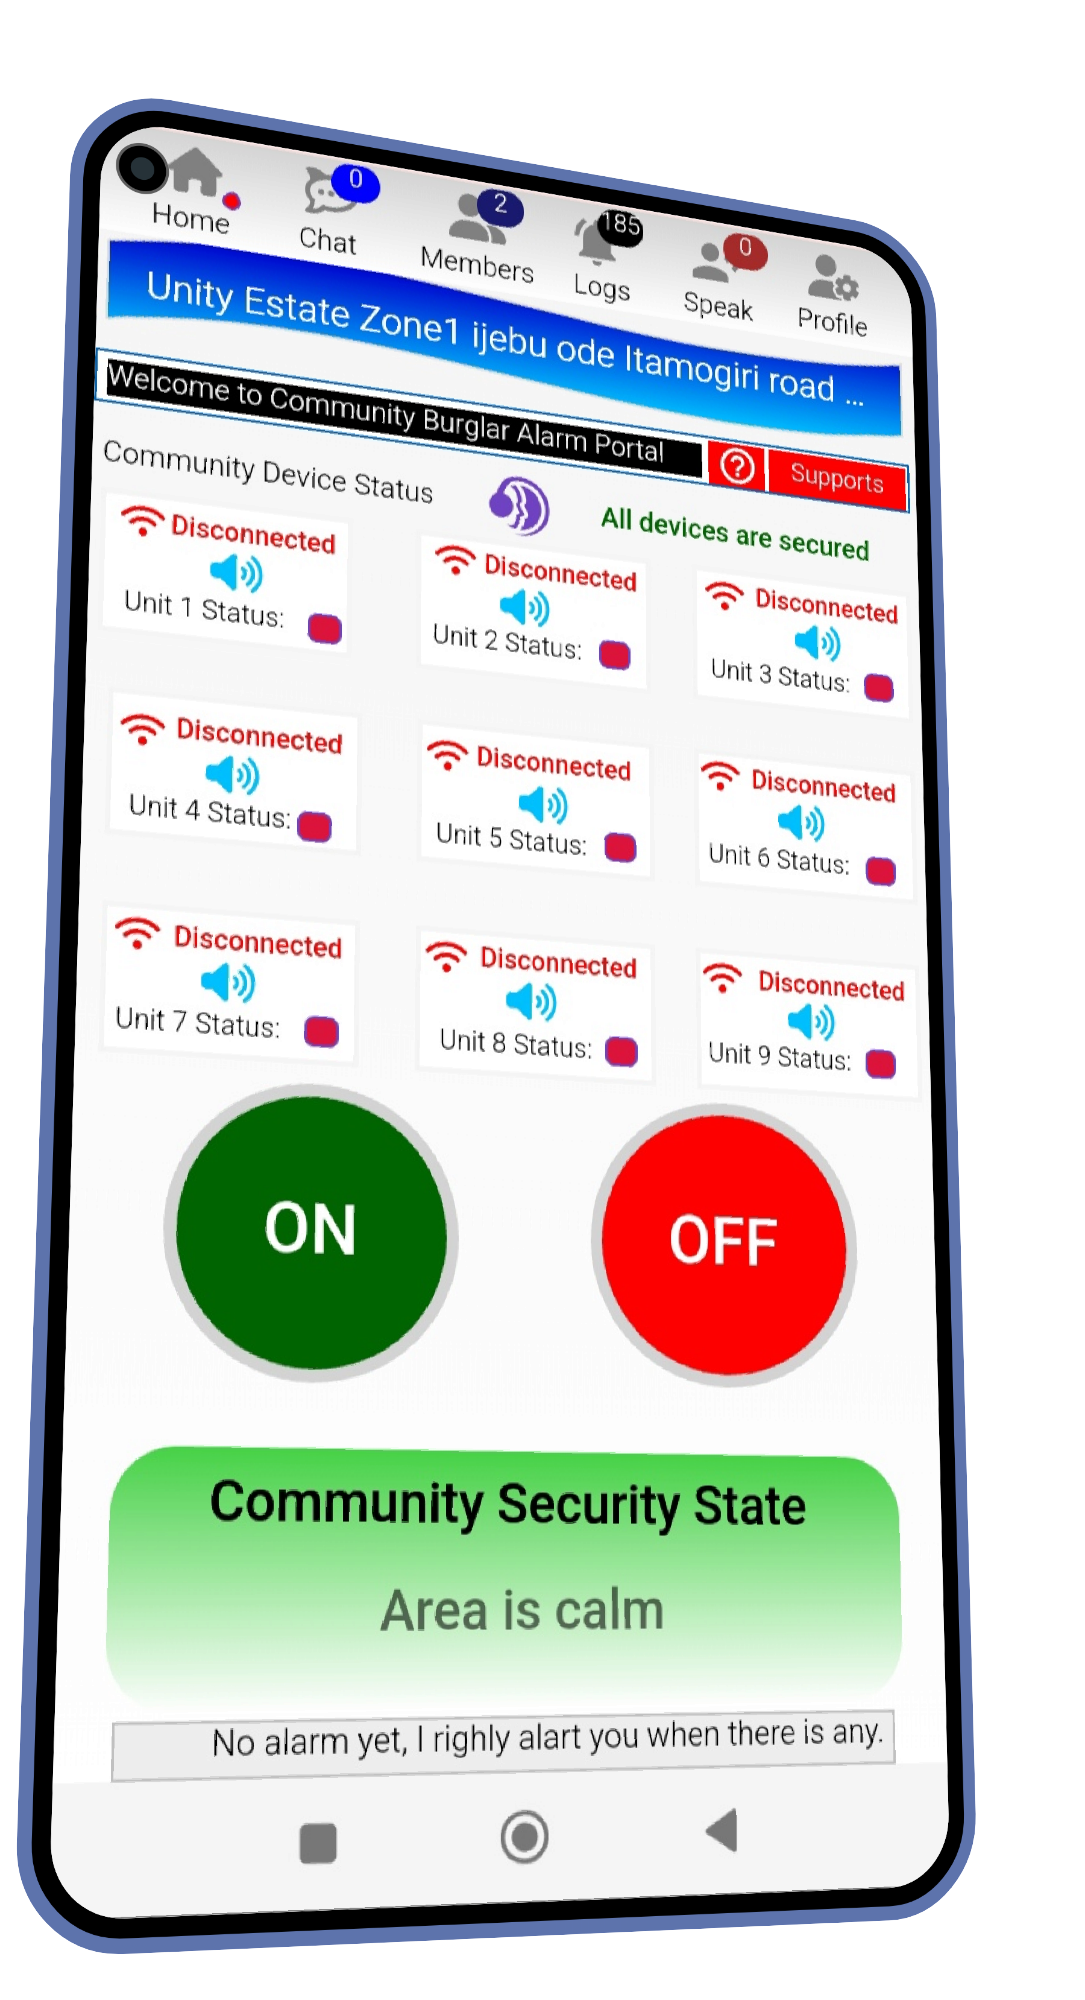 0
2
185
0
Home
Chat
Members
Logs
Speak
Profile
Unity Estate Zone1 ijebu ode Itamogiri road ...
Welcome to Community Burglar Alarm Portal
?
Supports
Community Device Status
All devices are secured
Disconnected
Unit 1 Status:
Disconnected
Unit 2 Status:
Disconnected
Unit 3 Status:
Disconnected
Unit 4 Status:
Disconnected
Unit 5 Status:
Disconnected
Unit 6 Status:
Disconnected
Unit 7 Status:
Disconnected
Unit 8 Status:
Disconnected
Unit 9 Status:
ON
OFF
Community Security State
Area is calm
No alarm yet, I righly alart you when there is any.